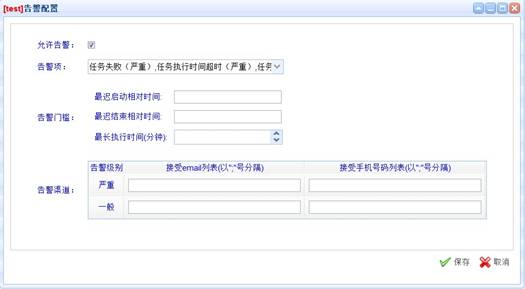 [test]告警配置
允许告警：
告警项： 任务失败（严重）,任务执行时间超时（严重）,任务
告警门槛：
最迟启动相对时间:
最迟结束相对时间:
最长执行时间(分钟):
告警渠道：
告警级别 接受email列表(以";"号分隔) 接受手机号码列表(以";"号分隔)
严重
一般
保存 取消